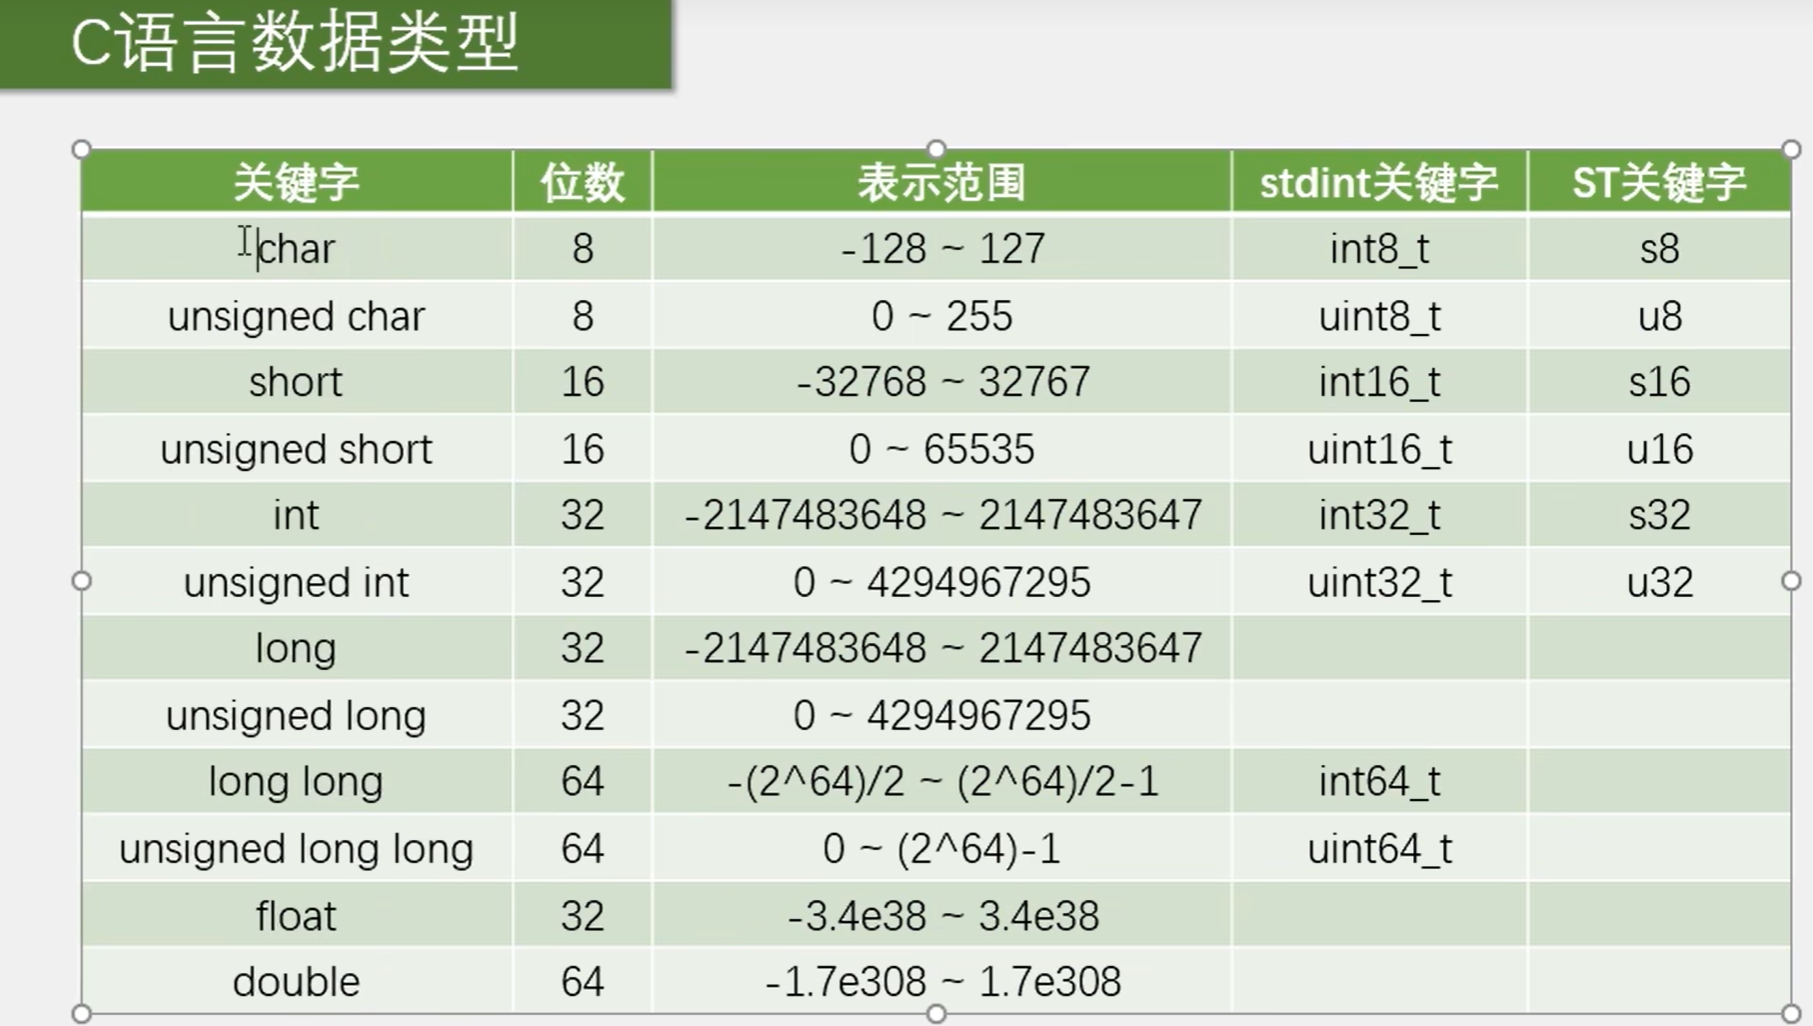 C语言数据类型
关键字 位数 表示范围 stdint关键字 ST关键字
char 8 -128 ~ 127 int8_t s8
unsigned char 8 0 ~ 255 uint8_t u8
short 16 -32768 ~ 32767 int16_t s16
unsigned short 16 0 ~ 65535 uint16_t u16
int 32 -2147483648 ~ 2147483647 int32_t s32
unsigned int 32 0 ~ 4294967295 uint32_t u32
long 32 -2147483648 ~ 2147483647
unsigned long 32 0 ~ 4294967295
long long 64 -(2^64)/2 ~ (2^64)/2-1 int64_t
unsigned long long 64 0 ~ (2^64)-1 uint64_t
float 32 -3.4e38 ~ 3.4e38
double 64 -1.7e308 ~ 1.7e308